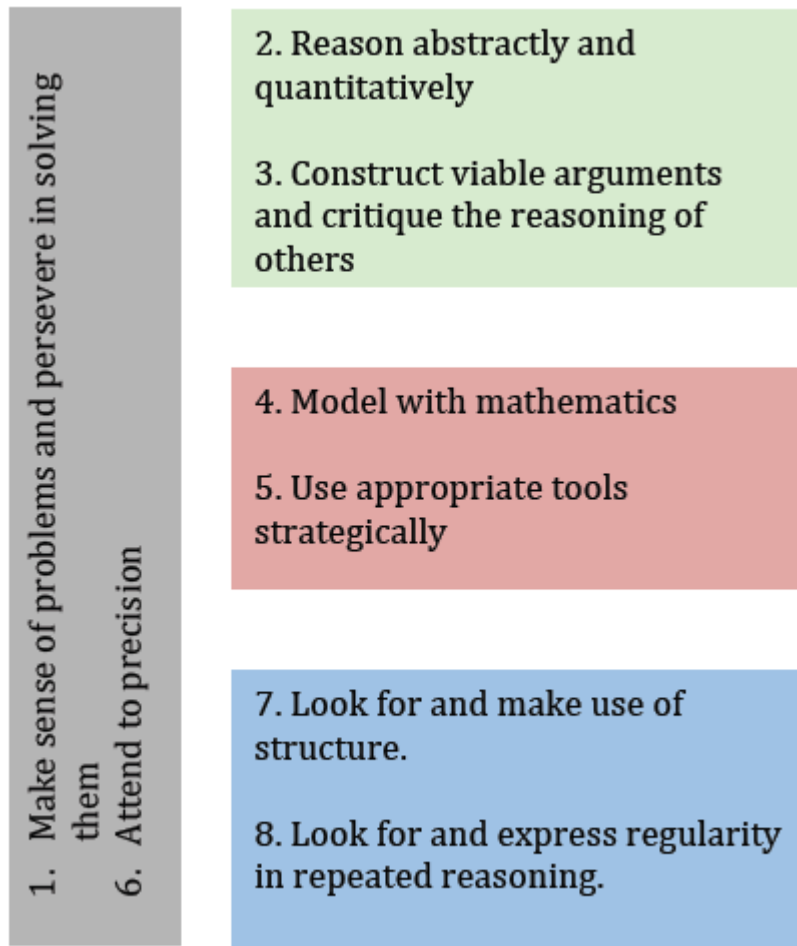 1. Make sense of problems and persevere in solving
them
6. Attend to precision
2. Reason abstractly and
quantitatively
3. Construct viable arguments
and critique the reasoning of
others
4. Model with mathematics
5. Use appropriate tools
strategically
7. Look for and make use of
structure.
8. Look for and express regularity
in repeated reasoning.